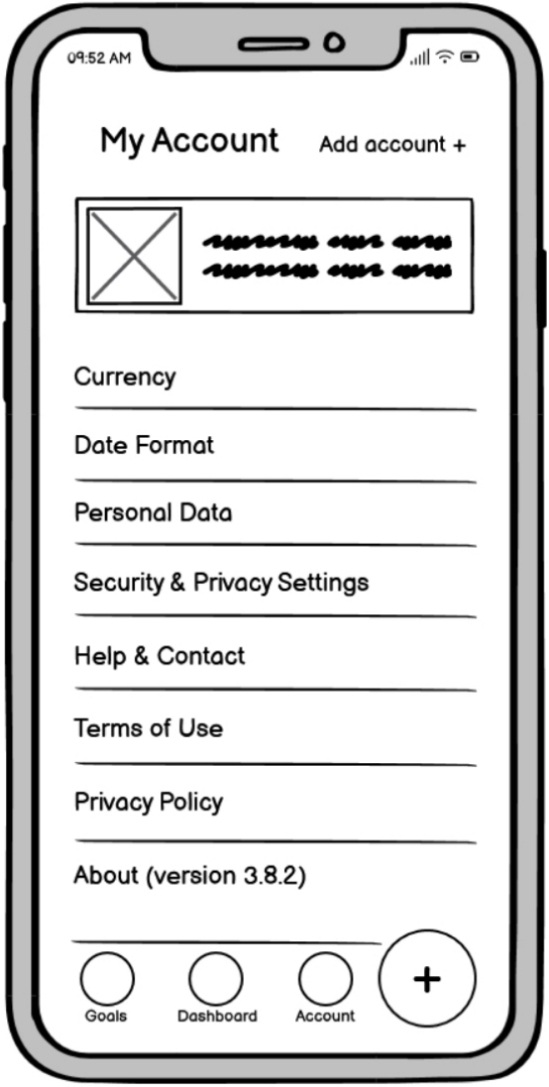 09:52 AM
My Account
Add account +
Currency
Date Format
Personal Data
Security & Privacy Settings
Help & Contact
Terms of Use
Privacy Policy
About (version 3.8.2)
+
Goals
Dashboard
Account